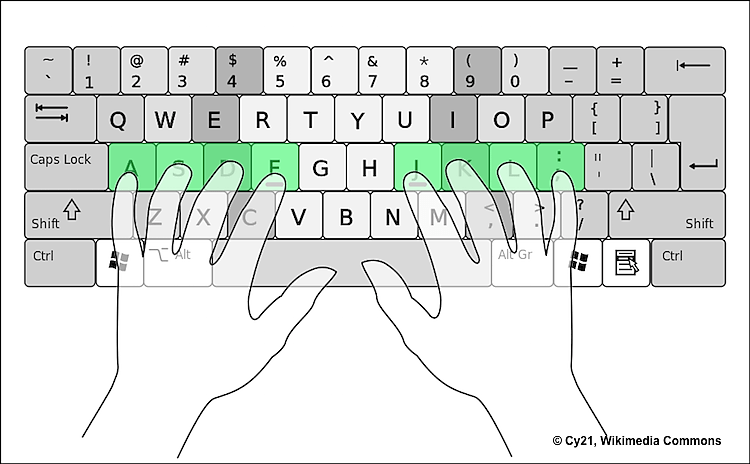 ~ ! @ # $ % ^ & * ( ) — +
` 1 2 3 4 5 6 7 8 9 0 – =
Q W E R T Y U I O P { }
[ ]
Caps Lock A S D F G H J K L : " |
' \
Shift Z X C V B N M < > ? Shift
, . /
Ctrl Alt Alt Gr Ctrl
© Cy21, Wikimedia Commons